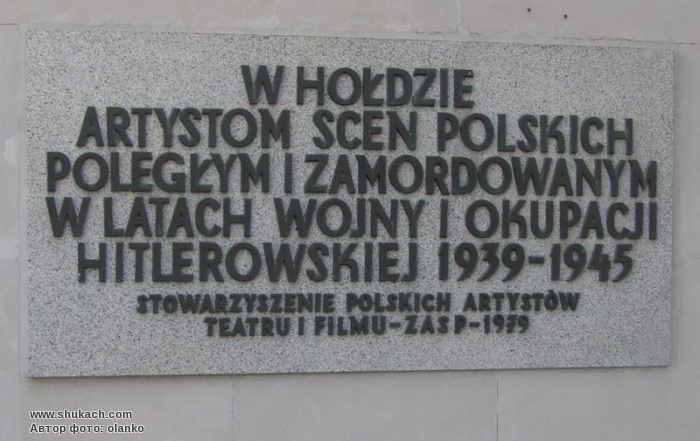 W HOŁDZIE
ARTYSTOM SCEN POLSKICH
POLEGŁYM I ZAMORDOWANYM
W LATACH WOJNY I OKUPACJI
HITLEROWSKIEJ 1939-1945
STOWARZYSZENIE POLSKICH ARTYSTÓW
TEATRU I FILMU-ZASP-1979
www.shukach.com
Автор фото: olanko